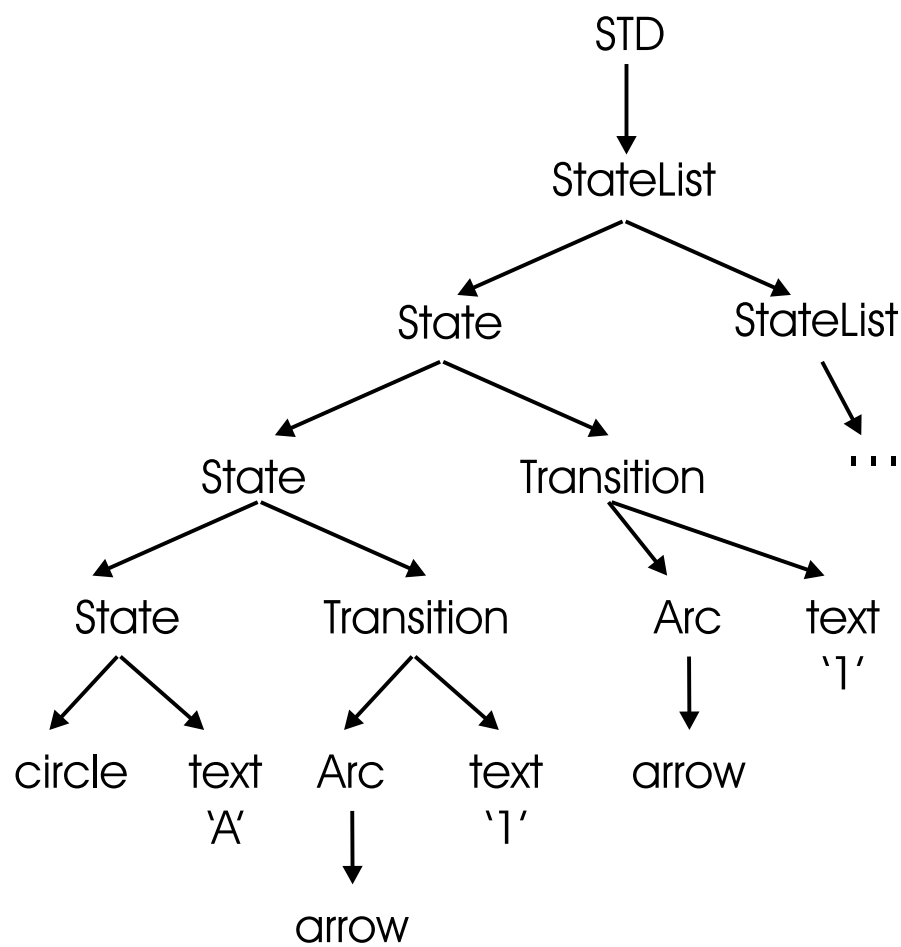 STD
StateList
State StateList
State Transition ...
State Transition Arc text
‘1’
circle text Arc text arrow
‘A’ ‘1’
arrow